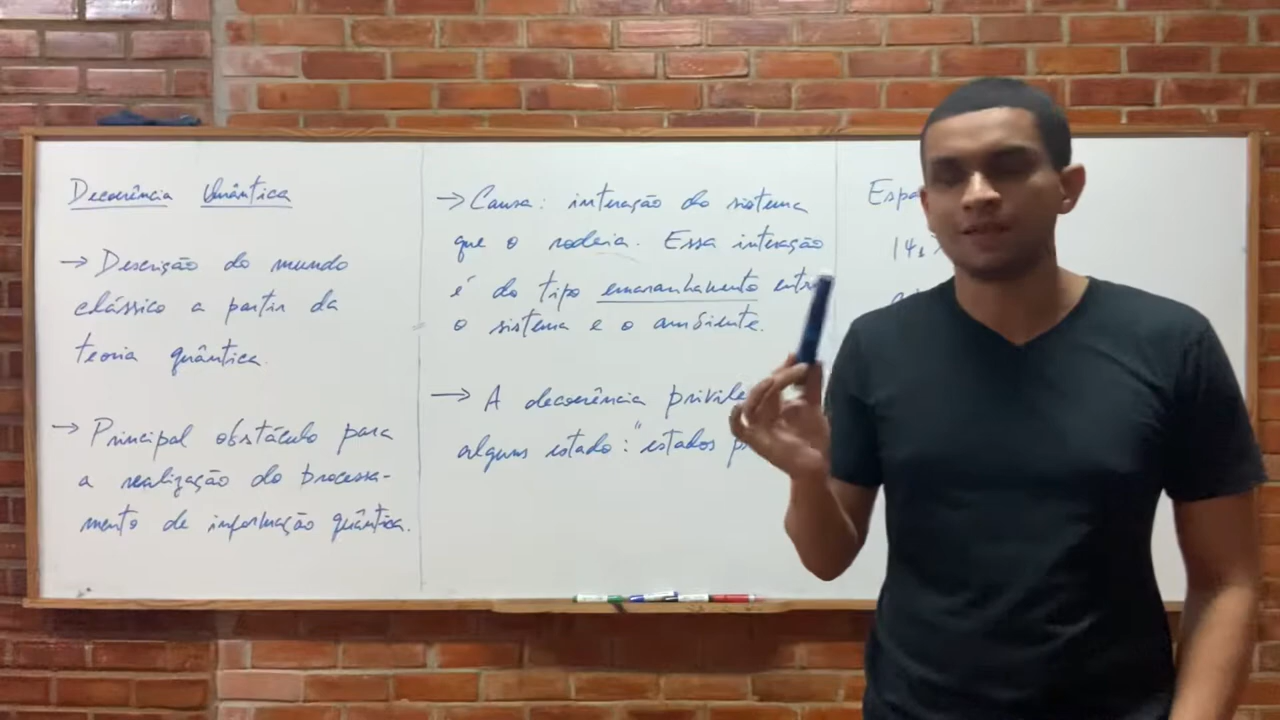 Decoerência Quântica
→ Descrição do mundo
clássico a partir da
teoria quântica.
→ Principal obstáculo para
a realização do processa-
mento de informação quântica.
→ Causa: interação do sistema
que o rodeia. Essa interação
é do tipo emaranhamento entre
o sistema e o ambiente.
→ A decoerência privile
alguns estado: "estados p
Espa
|ψ₁>